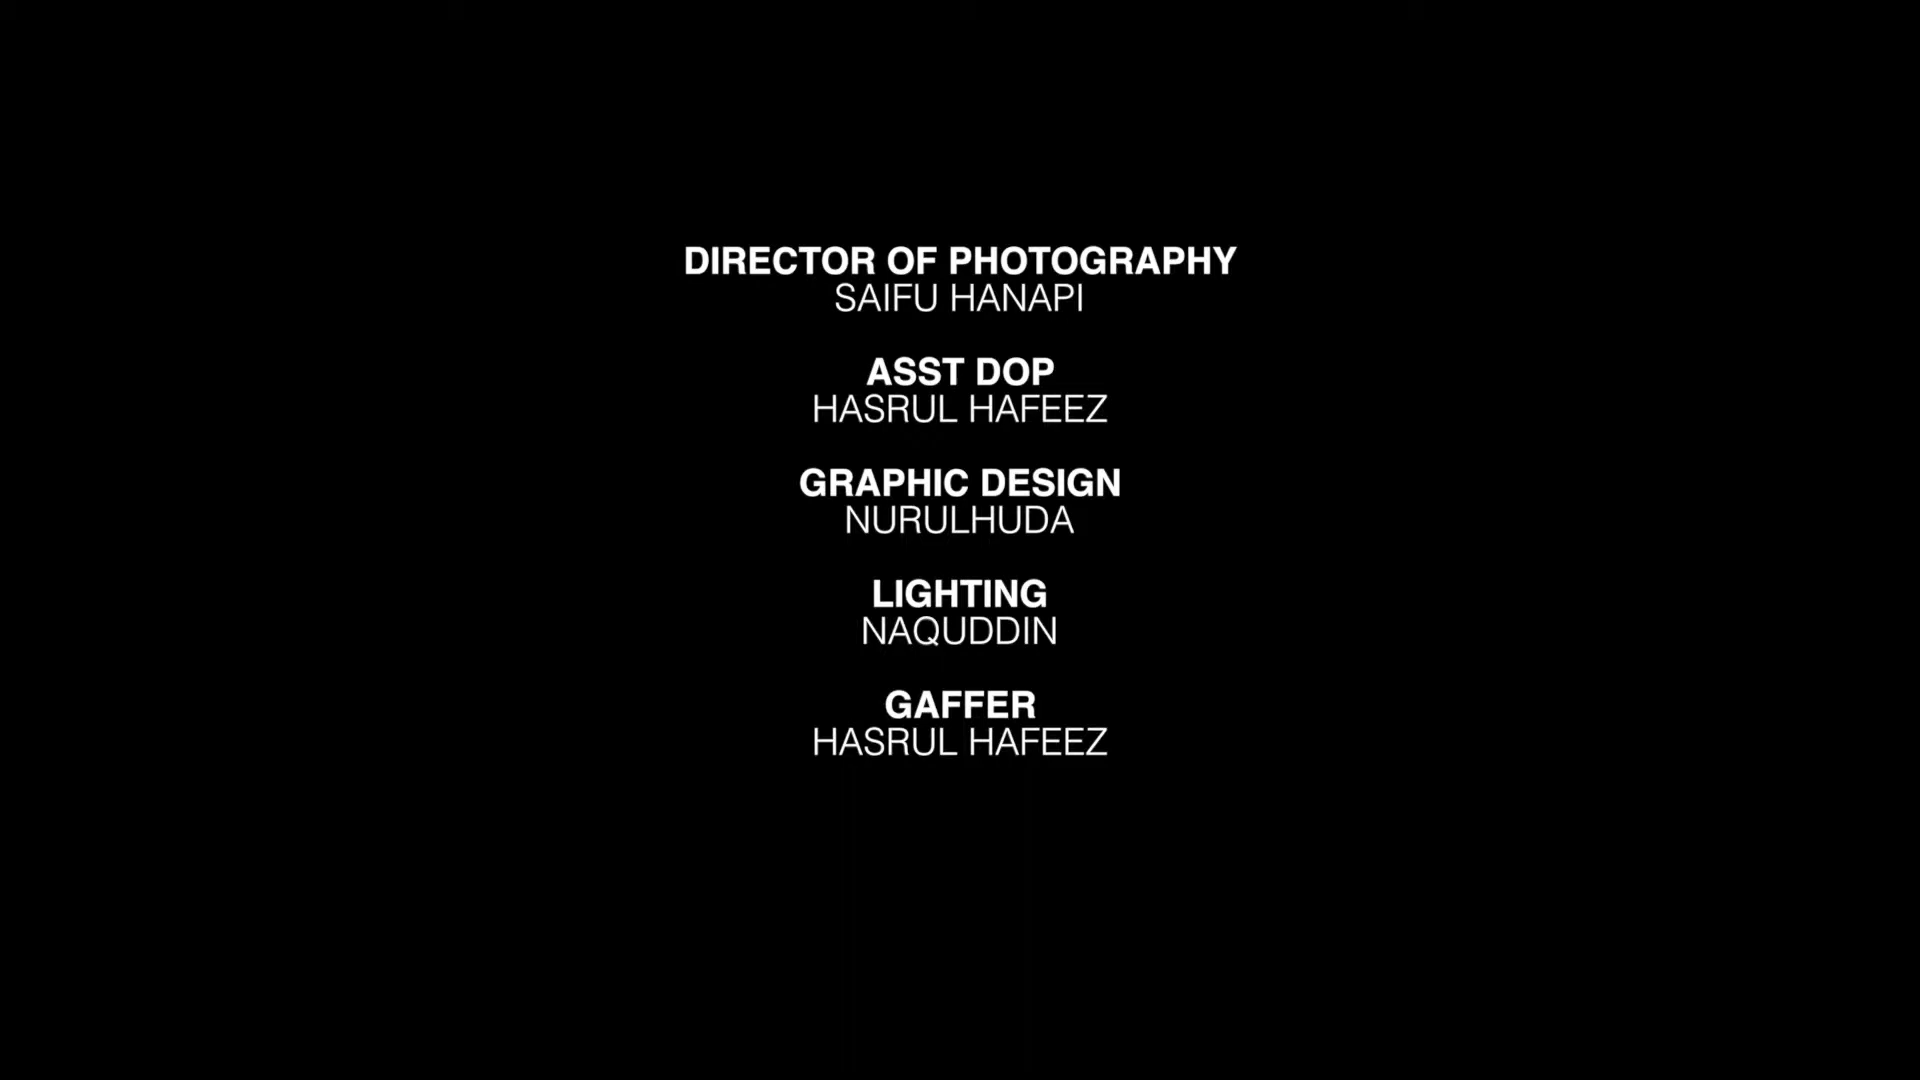 DIRECTOR OF PHOTOGRAPHY
SAIFU HANAPI
ASST DOP
HASRUL HAFEEZ
GRAPHIC DESIGN
NURULHUDA
LIGHTING
NAQUDDIN
GAFFER
HASRUL HAFEEZ